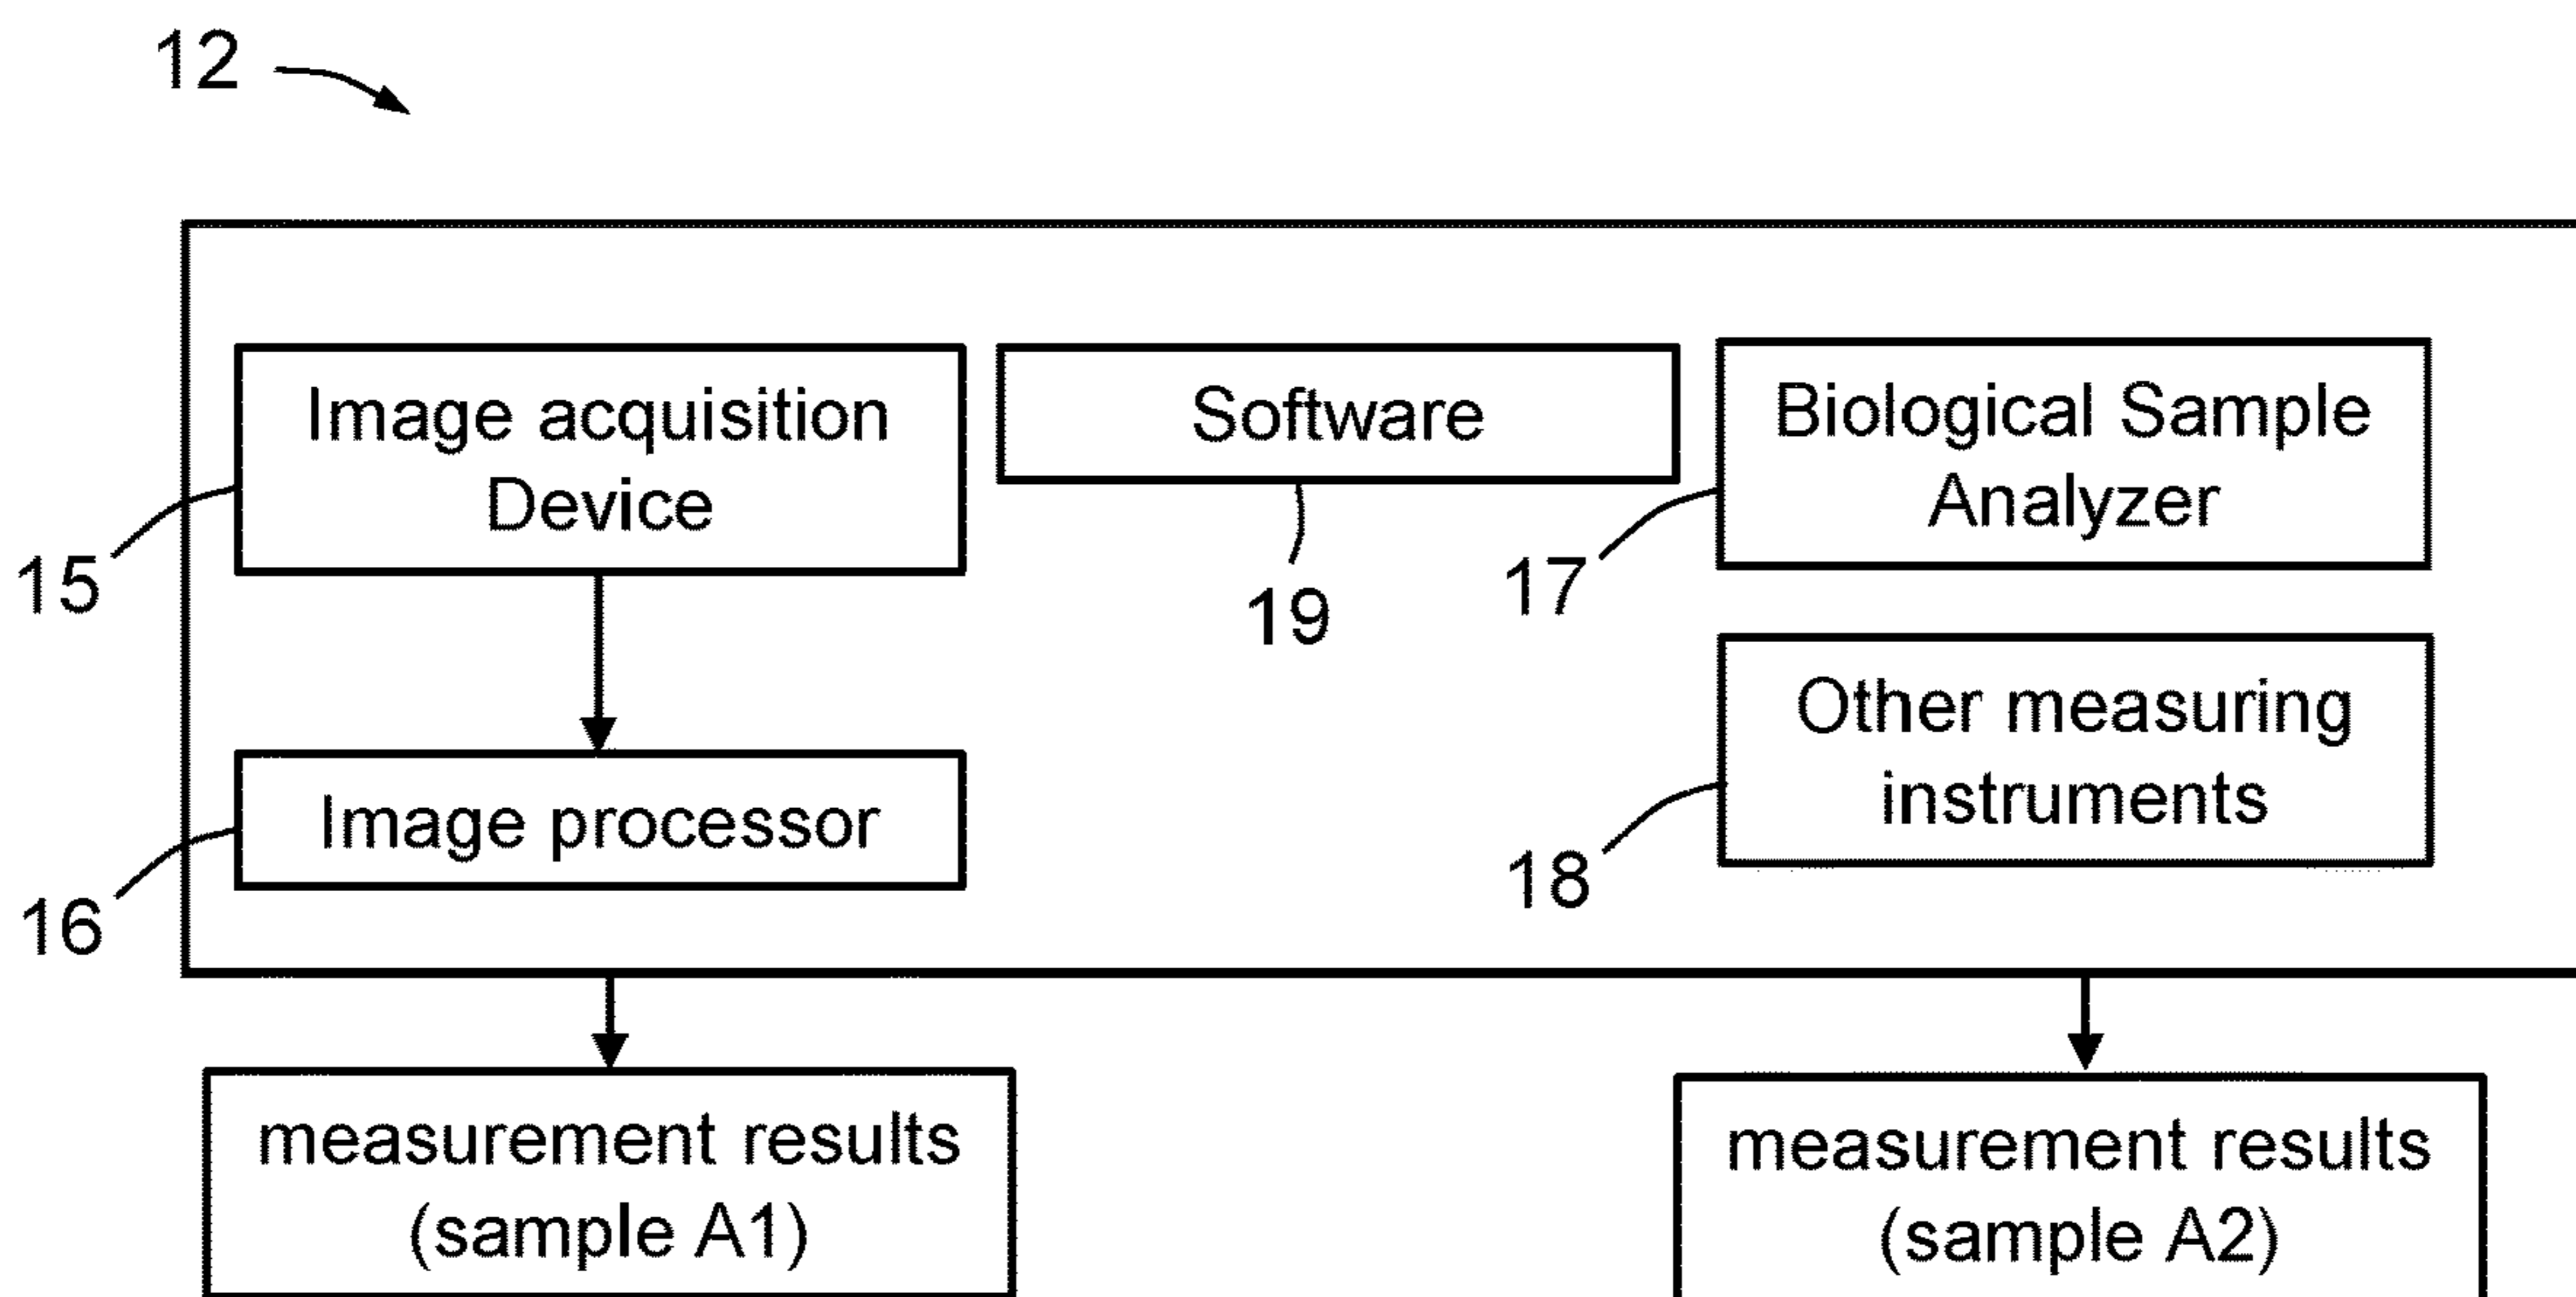 12
Image acquisition
Device
Software
Biological Sample
Analyzer
15
19
17
Other measuring
instruments
Image processor
18
16
measurement results
(sample A1)
measurement results
(sample A2)